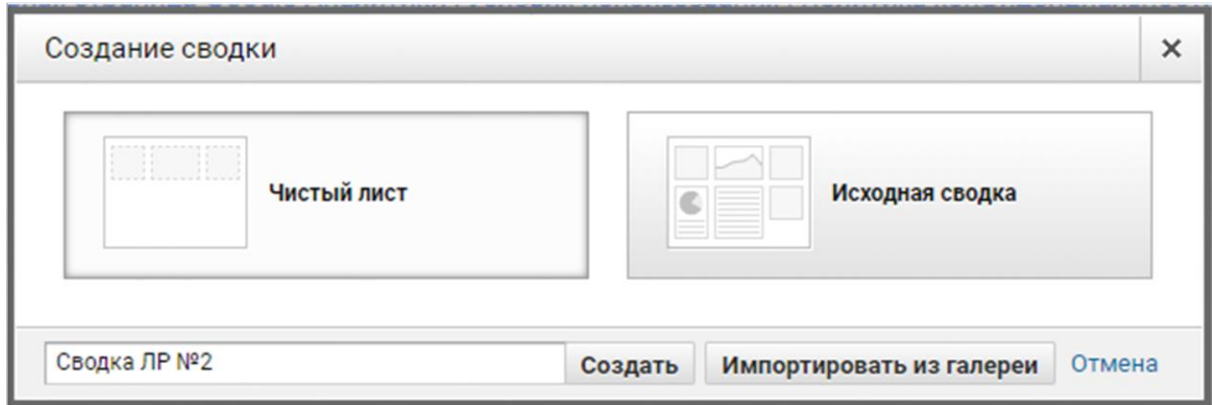 Создание сводки
Чистый лист
Исходная сводка
Сводка ЛР №2
Создать
Импортировать из галереи
Отмена